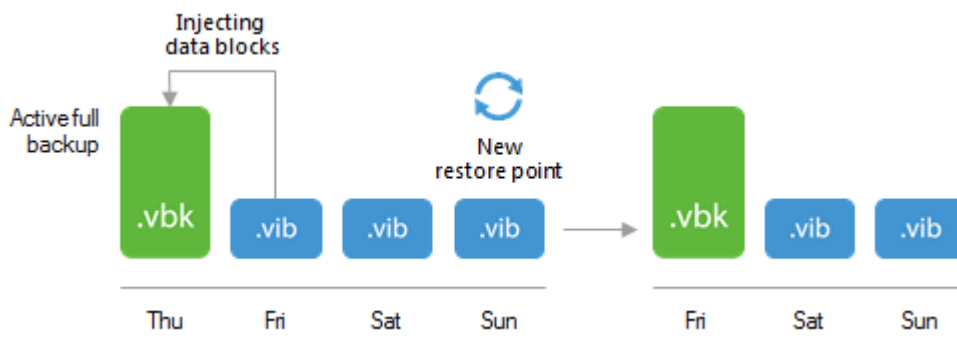 Injecting
data blocks
Active full
backup
New
restore point
.vbk
.vib
.vib
.vib
.vbk
.vib
.vib
Thu
Fri
Sat
Sun
Fri
Sat
Sun